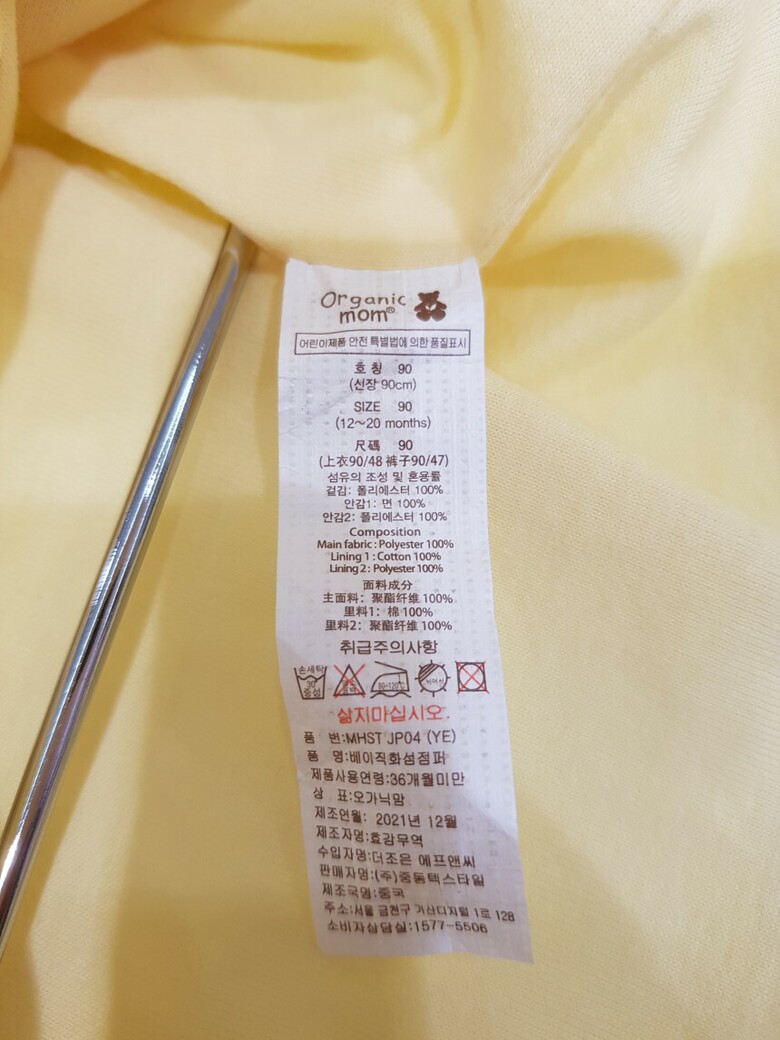 Organic
mom®
어린이제품 안전 특별법에 의한 품질표시
호 칭 90
(신장 90cm)
SIZE 90
(12~20 months)
尺碼 90
(上衣90/48 裤子90/47)
섬유의 조성 및 혼용률
겉감: 폴리에스터 100%
안감1: 면 100%
안감2: 폴리에스터 100%
Composition
Main fabric : Polyester 100%
Lining 1 : Cotton 100%
Lining 2 : Polyester 100%
面料成分
主面料: 聚酯纤维 100%
里料1: 棉 100%
里料2: 聚酯纤维 100%
취급주의사항
손세탁
30°
중성
80~120℃
삶지마십시오.
품 번:MHST JP04 (YE)
품 명:베이직화섬점퍼
제품사용연령:36개월미만
상 표:오가닉맘
제조연월: 2021년 12월
제조자명:효강무역
수입자명:더조은 에프앤씨
판매자명:(주)중동텍스타일
제조국명:중국
주소:서울 금천구 가산디지털 1로 128
소비자상담실:1577-5506